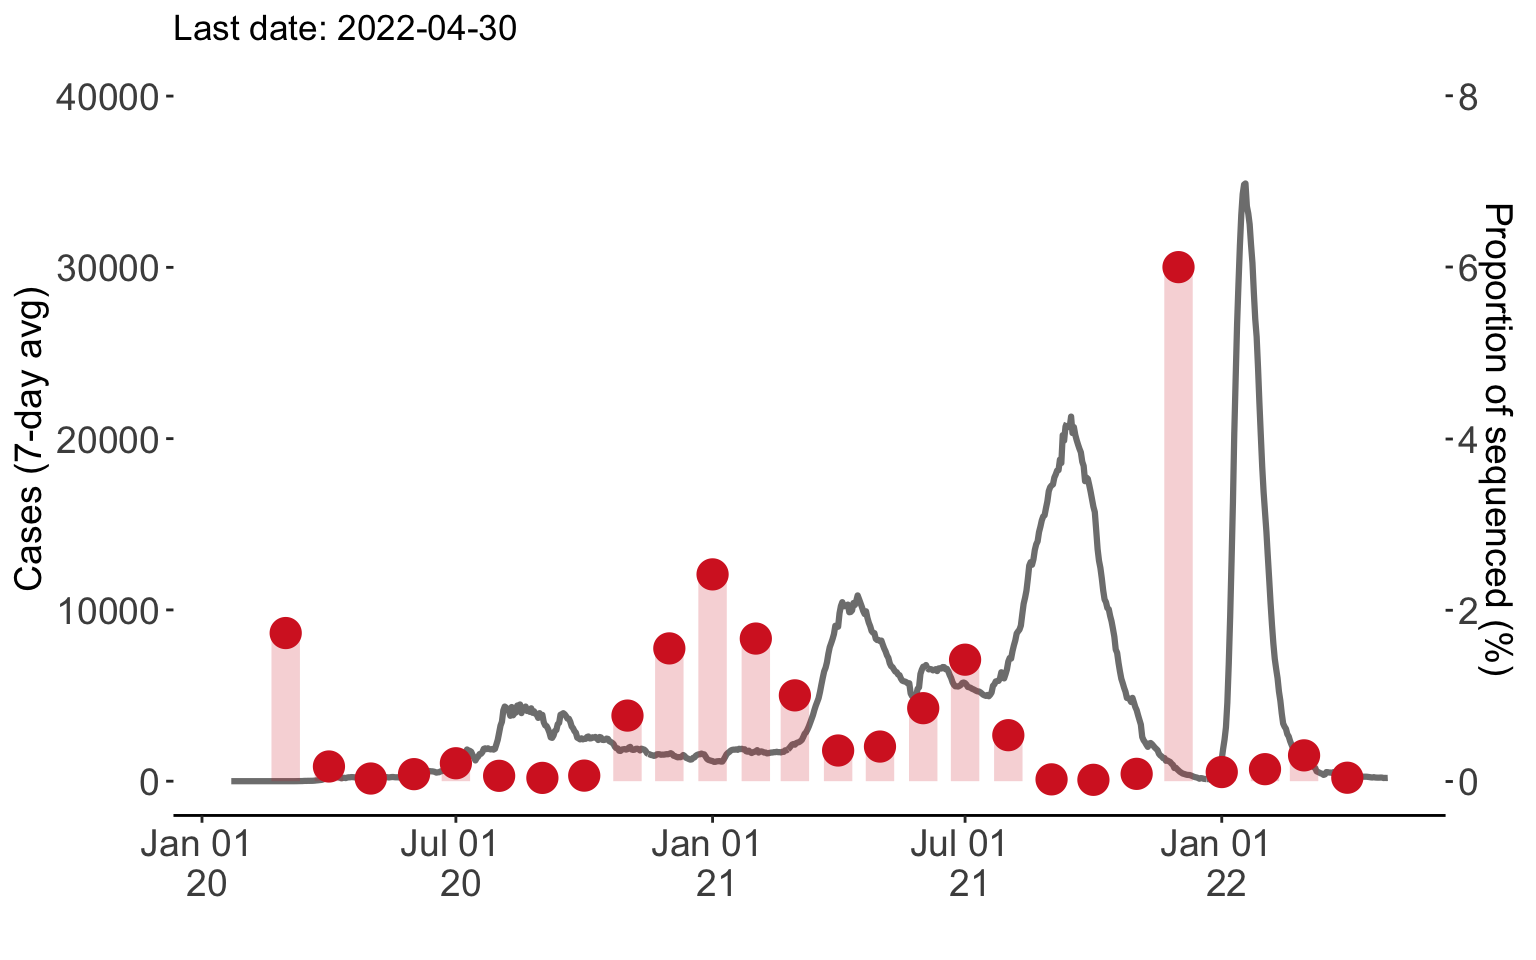 Last date: 2022-04-30
Cases (7-day avg)
40000
30000
20000
10000
0
8
6
4
2
0
Proportion of sequenced (%)
Jan 01
20
Jul 01
20
Jan 01
21
Jul 01
21
Jan 01
22